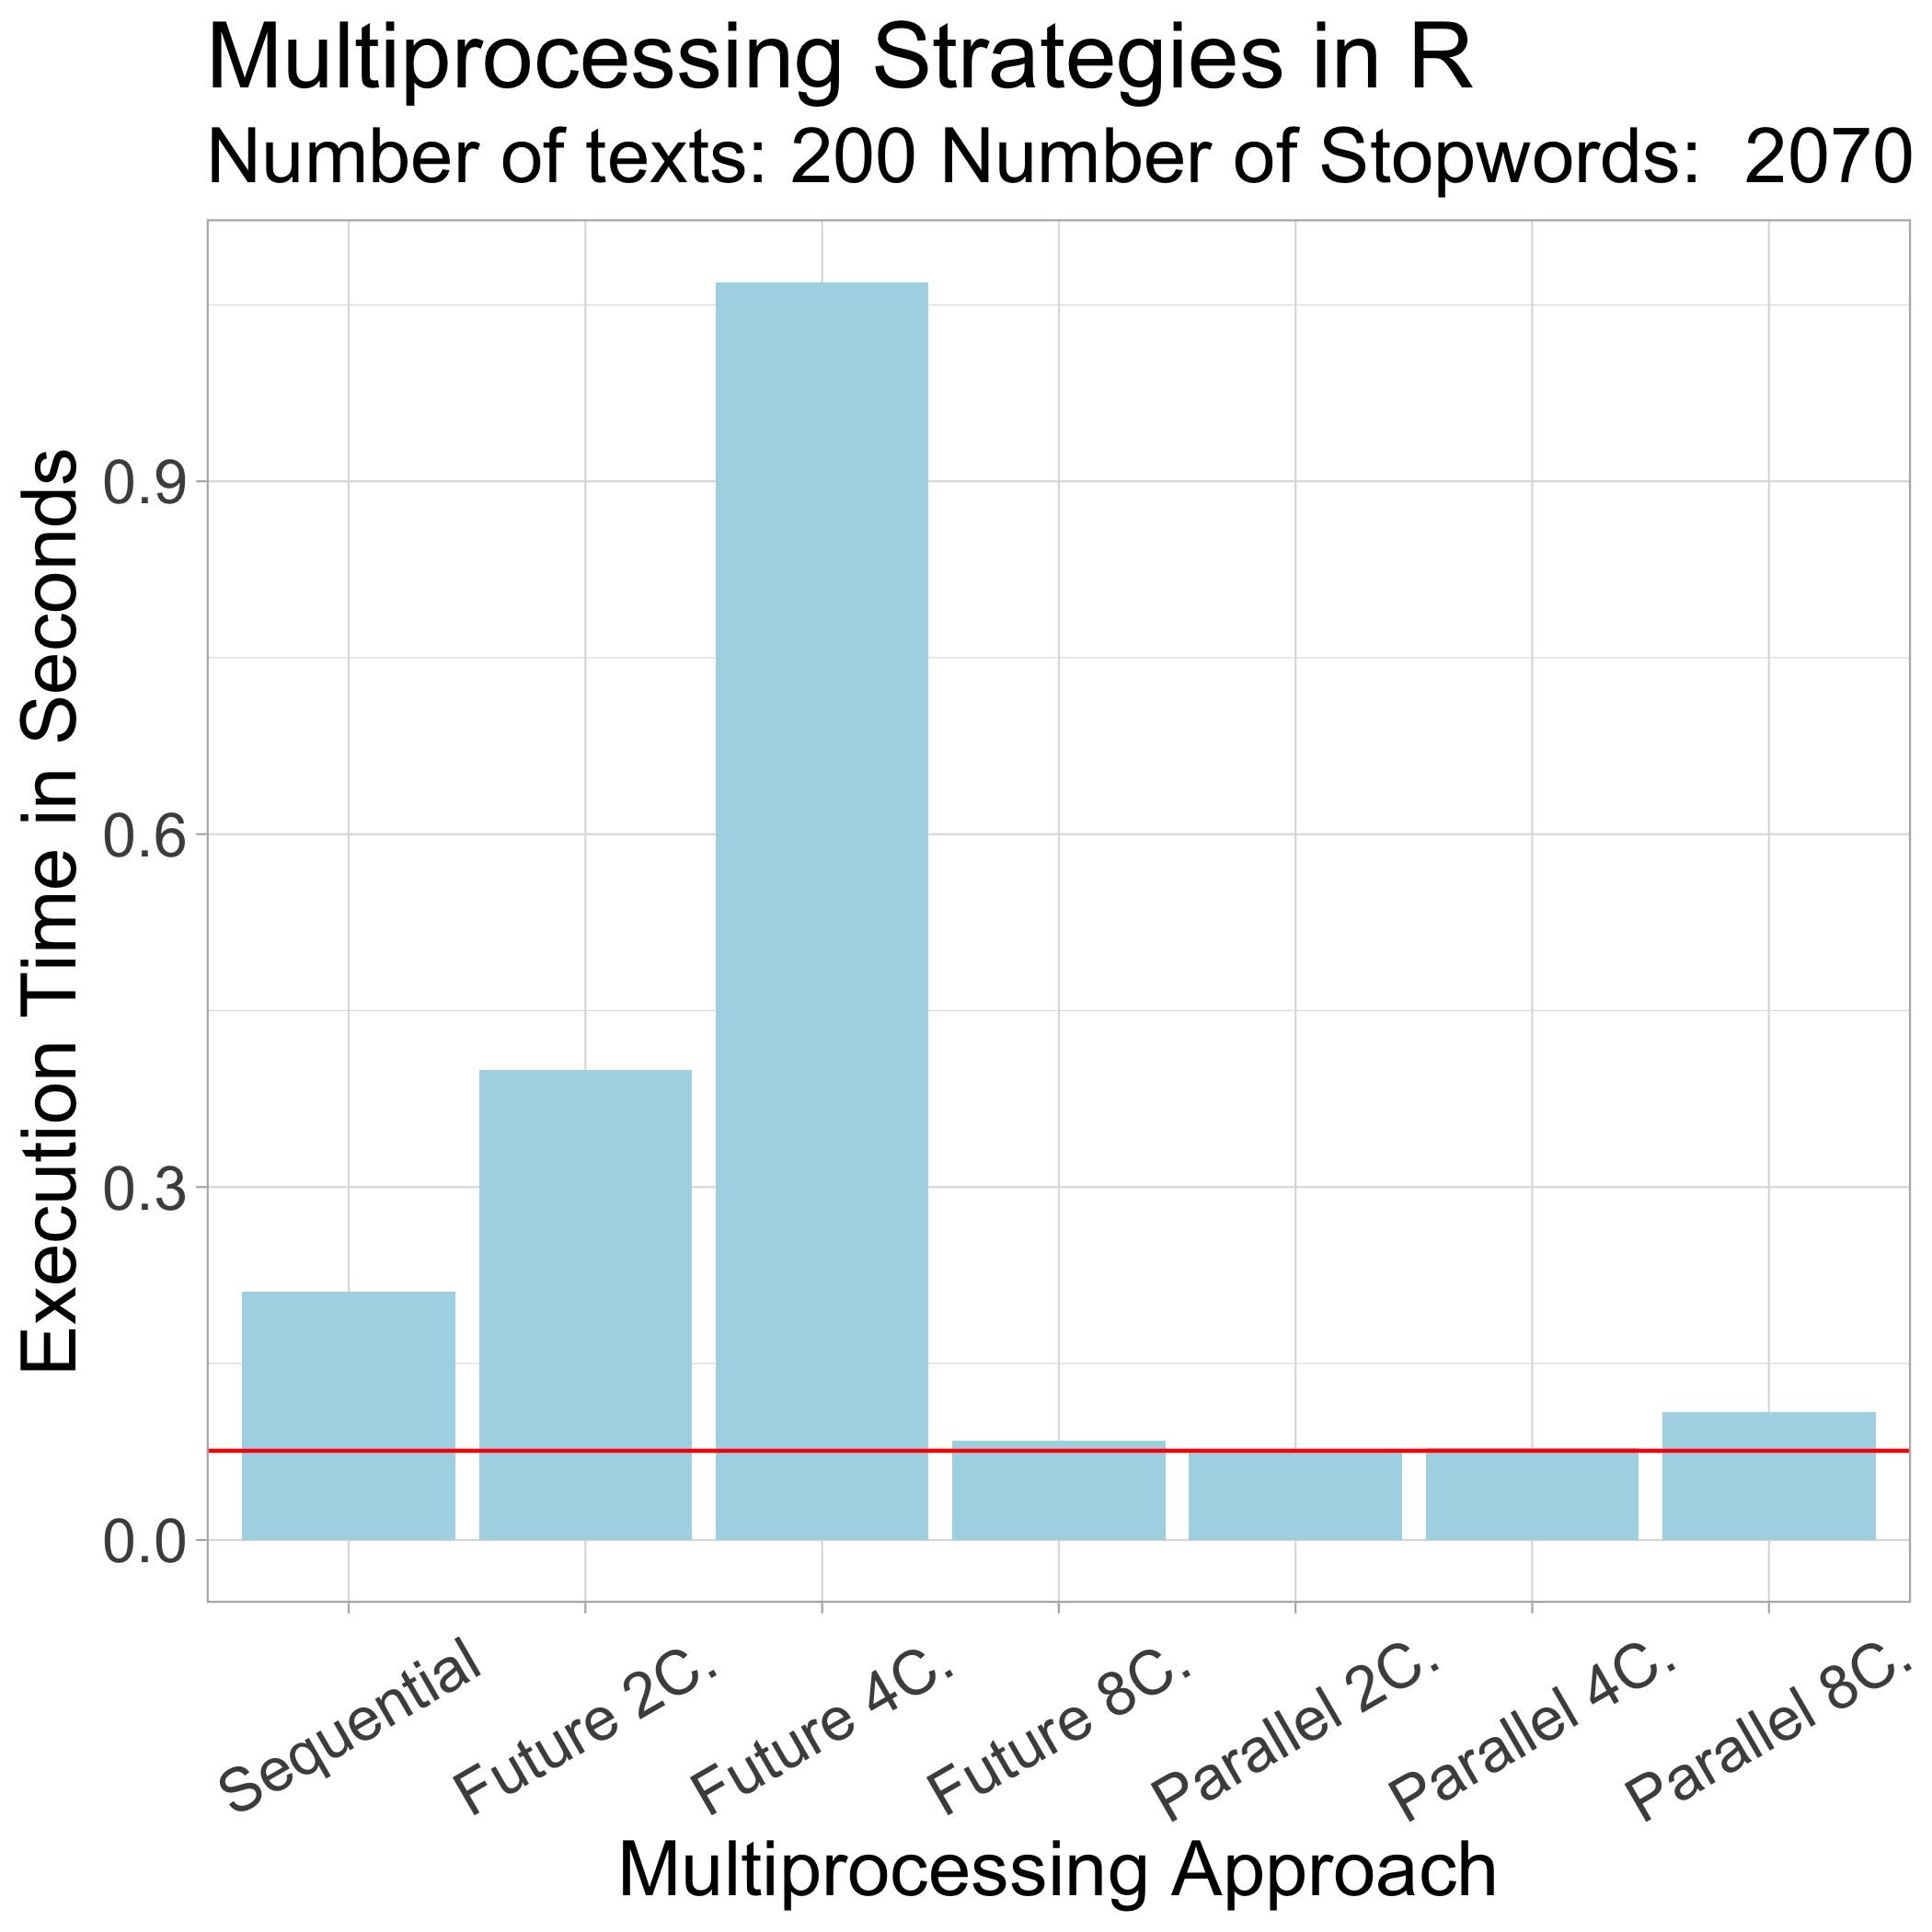 Multiprocessing Strategies in R
Number of texts: 200 Number of Stopwords:  2070
Execution Time in Seconds
0.9
0.6
0.3
0.0
Sequential
Future 2C.
Future 4C.
Future 8C.
Parallel 2C.
Parallel 4C.
Parallel 8C.
Multiprocessing Approach